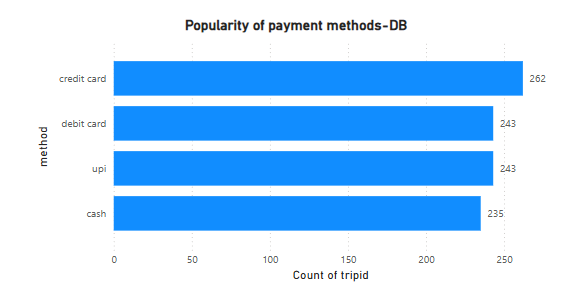 Popularity of payment methods-DB
credit card 262
debit card 243
upi 243
cash 235
method
0 50 100 150 200 250
Count of tripid